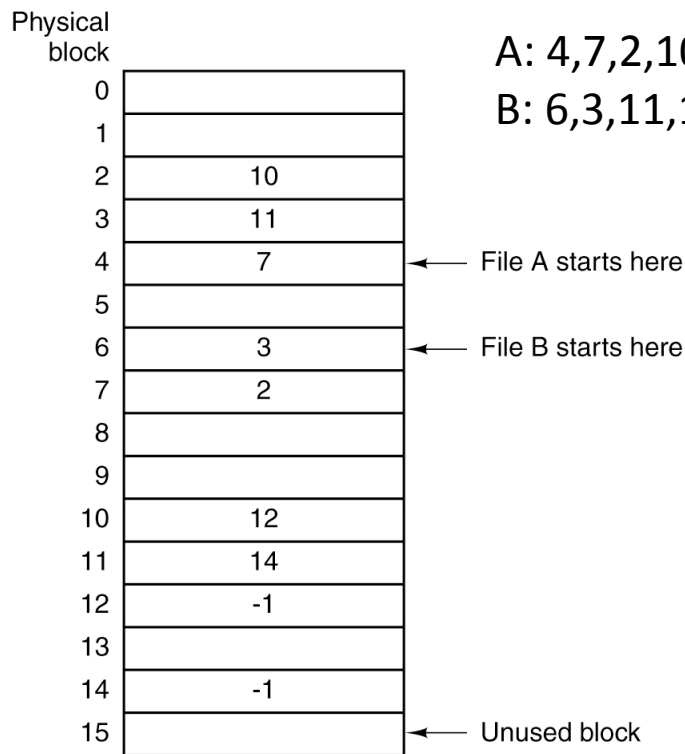 Physical
block
A: 4,7,2,10
B: 6,3,11,1
0
1
2 10
3 11
4 7 File A starts here
5
6 3 File B starts here
7 2
8
9
10 12
11 14
12 -1
13
14 -1
15 Unused block